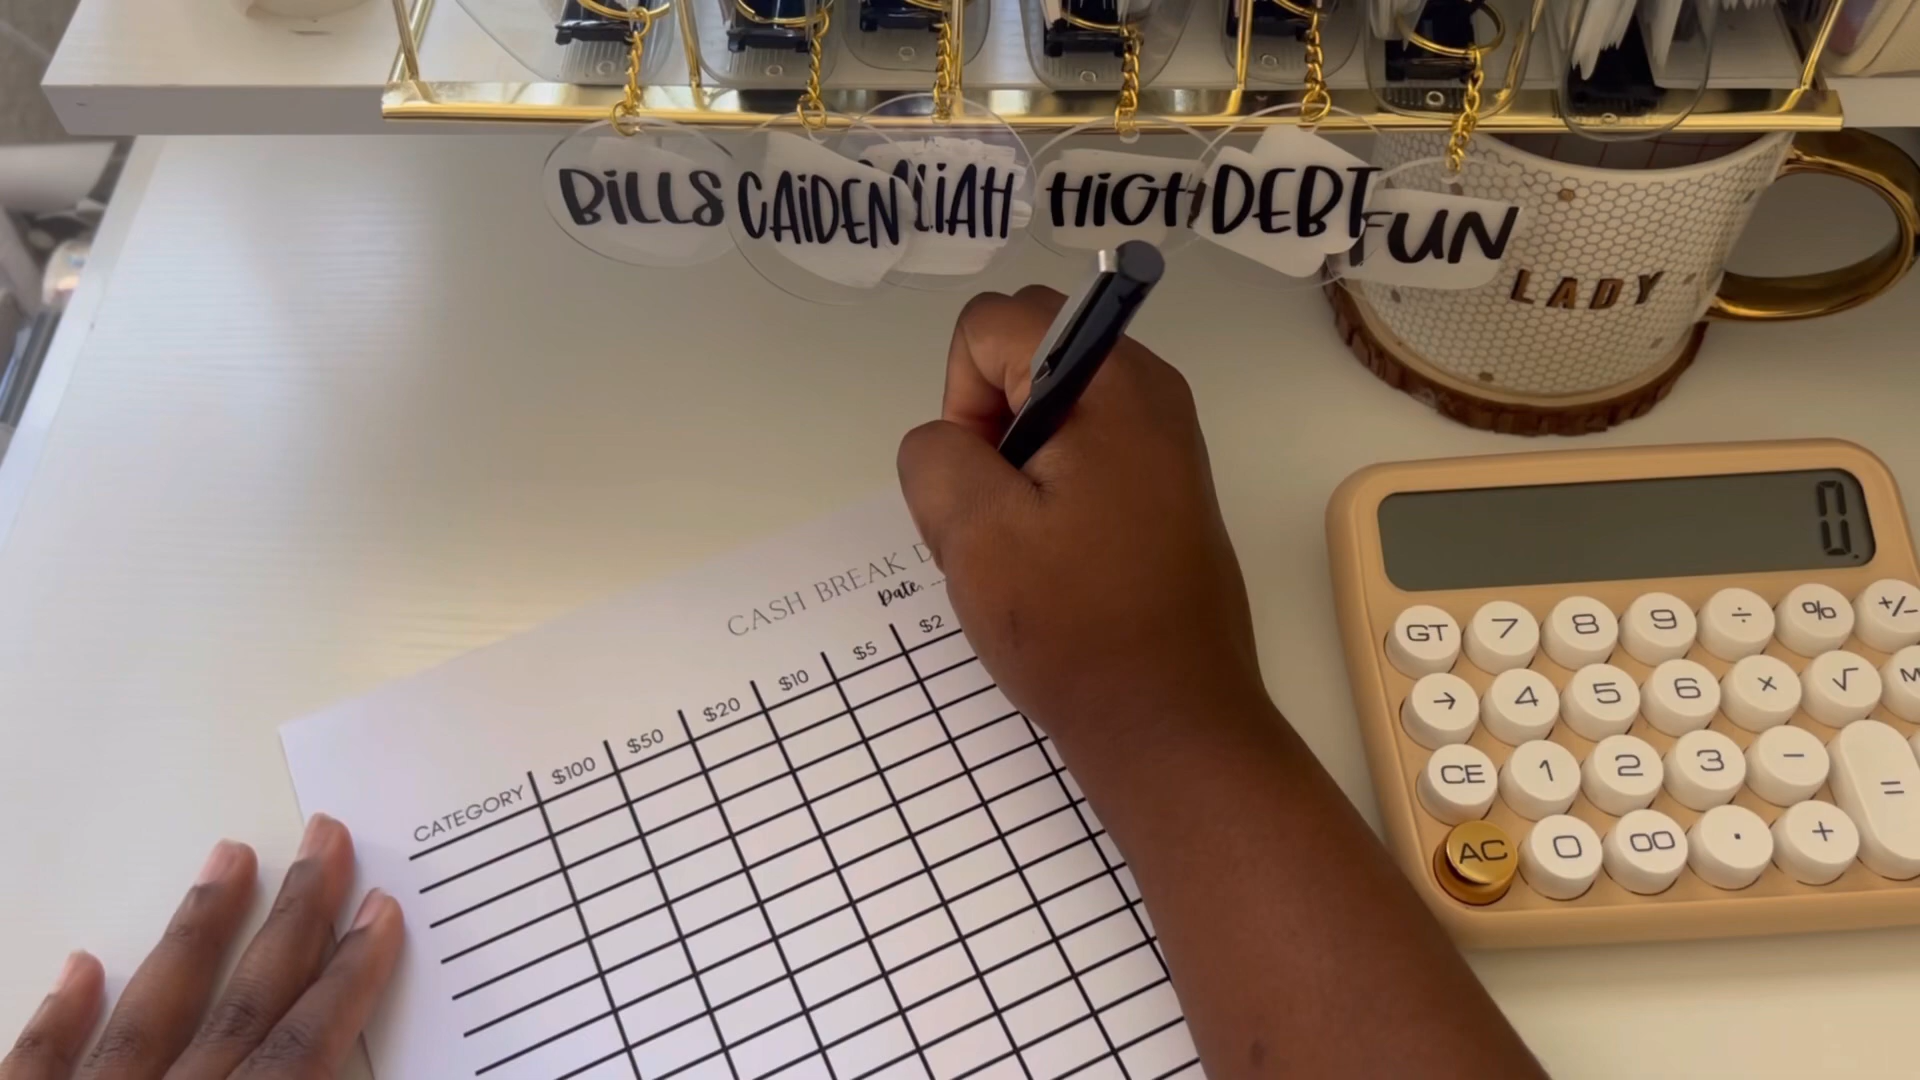 BiLLS CAiDEN LiAH HiGH DEBT FUN
LADY
CASH BREAK D
Date:
CATEGORY $100 $50 $20 $10 $5 $2
0.
GT 7 8 9 ÷ % +/-
→ 4 5 6 × √ M
CE 1 2 3 − =
AC 0 00 · +